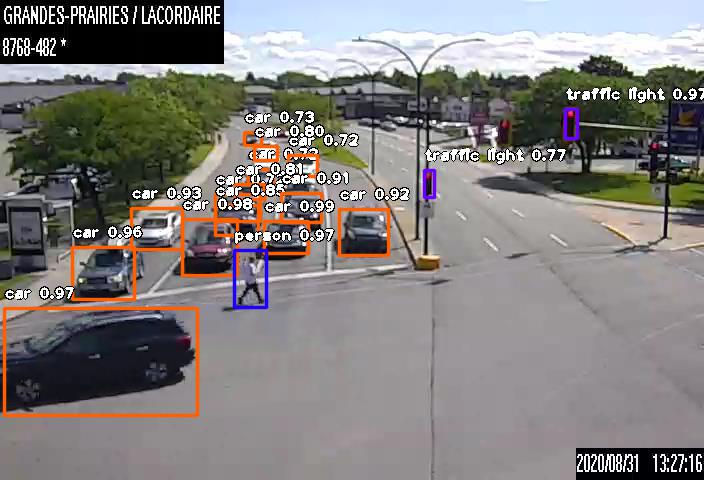 GRANDES-PRAIRIES / LACORDAIRE
8768-482 *
traffic light 0.97
car 0.73
car 0.80
car 0.72
traffic light 0.77
car 0.81
car 0.91
car 0.93
car 0.85
car 0.92
car 0.98
car 0.99
car 0.96
person 0.97
car 0.97
2020/08/31 13:27:16